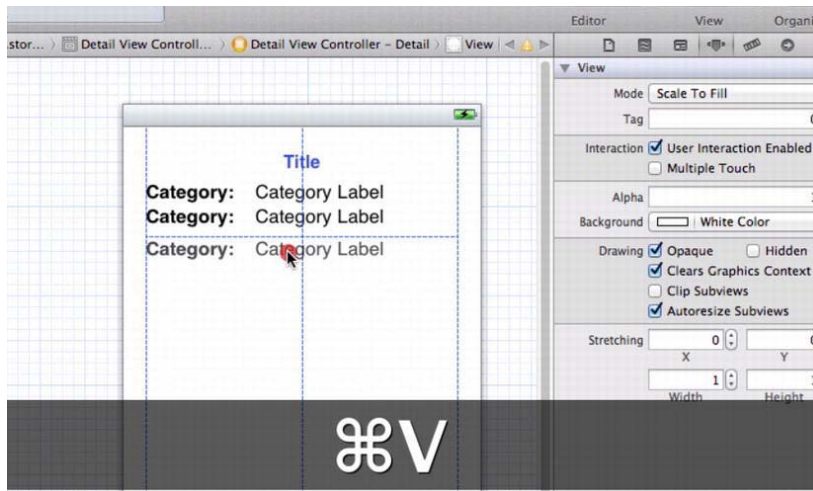 Editor View Organi
stor... Detail View Controll... Detail View Controller – Detail View
View
Mode Scale To Fill
Tag 0
Interaction User Interaction Enabled
Multiple Touch
Alpha
Background White Color
Drawing Opaque Hidden
Clears Graphics Context
Clip Subviews
Autoresize Subviews
Stretching 0
X Y
1
Width Height
Title
Category: Category Label
Category: Category Label
Category: Category Label
⌘V